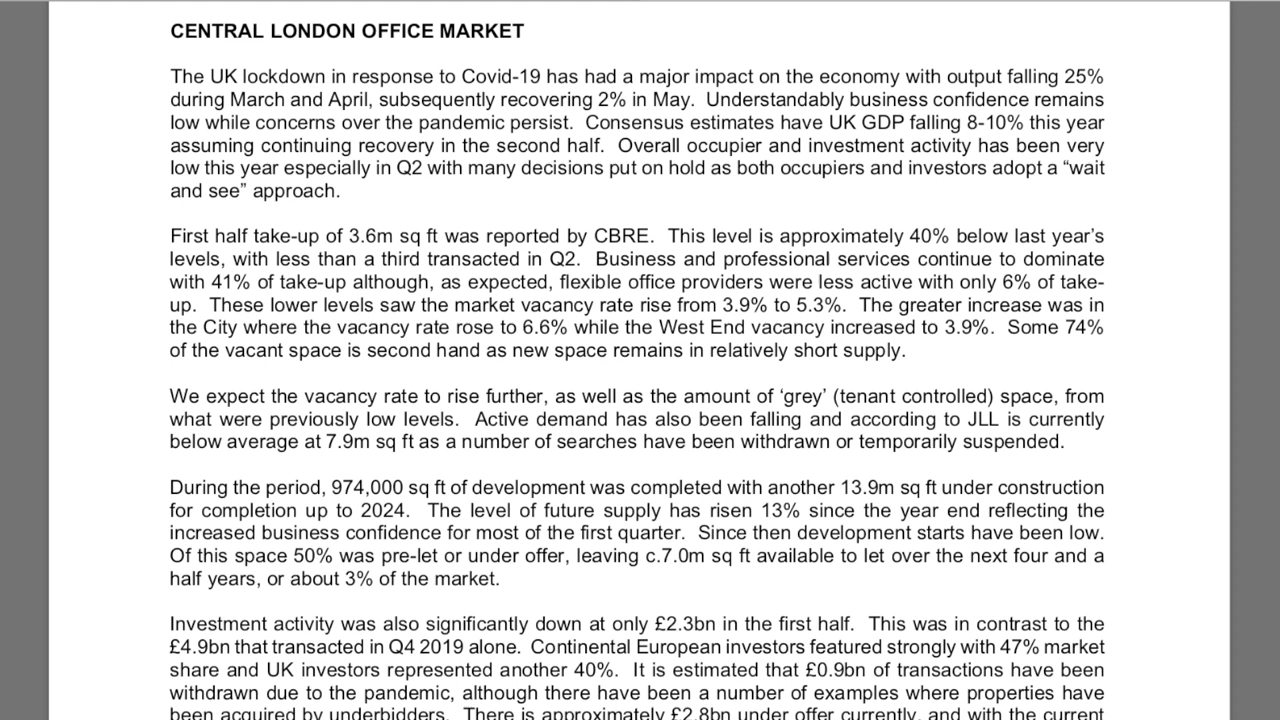 CENTRAL LONDON OFFICE MARKET
The UK lockdown in response to Covid-19 has had a major impact on the economy with output falling 25%
during March and April, subsequently recovering 2% in May. Understandably business confidence remains
low while concerns over the pandemic persist. Consensus estimates have UK GDP falling 8-10% this year
assuming continuing recovery in the second half. Overall occupier and investment activity has been very
low this year especially in Q2 with many decisions put on hold as both occupiers and investors adopt a “wait
and see” approach.
First half take-up of 3.6m sq ft was reported by CBRE. This level is approximately 40% below last year’s
levels, with less than a third transacted in Q2. Business and professional services continue to dominate
with 41% of take-up although, as expected, flexible office providers were less active with only 6% of take-
up. These lower levels saw the market vacancy rate rise from 3.9% to 5.3%. The greater increase was in
the City where the vacancy rate rose to 6.6% while the West End vacancy increased to 3.9%. Some 74%
of the vacant space is second hand as new space remains in relatively short supply.
We expect the vacancy rate to rise further, as well as the amount of ‘grey’ (tenant controlled) space, from
what were previously low levels. Active demand has also been falling and according to JLL is currently
below average at 7.9m sq ft as a number of searches have been withdrawn or temporarily suspended.
During the period, 974,000 sq ft of development was completed with another 13.9m sq ft under construction
for completion up to 2024. The level of future supply has risen 13% since the year end reflecting the
increased business confidence for most of the first quarter. Since then development starts have been low.
Of this space 50% was pre-let or under offer, leaving c.7.0m sq ft available to let over the next four and a
half years, or about 3% of the market.
Investment activity was also significantly down at only £2.3bn in the first half. This was in contrast to the
£4.9bn that transacted in Q4 2019 alone. Continental European investors featured strongly with 47% market
share and UK investors represented another 40%. It is estimated that £0.9bn of transactions have been
withdrawn due to the pandemic, although there have been a number of examples where properties have
been acquired by underbidders. There is approximately £2.8bn under offer currently, and with the current